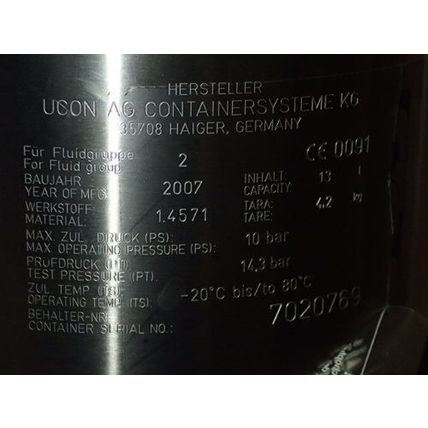 HERSTELLER
UCON AG CONTAINERSYSTEME KG
35708 HAIGER, GERMANY
Für Fluidgruppe
For Fluid group 2 CE 0091
BAUJAHR
YEAR OF MFG. 2007
INHALT:
CAPACITY: 13 l
WERKSTOFF
MATERIAL: 1.4571
TARA:
TARE: 4.2 kg
MAX. ZUL. DRUCK (PS):
MAX. OPERATING PRESSURE (PS): 10 bar
PRÜFDRUCK (PT)
TEST PRESSURE (PT). 14,3 bar
ZUL. TEMP. (TS):
OPERATING TEMP. (TS): -20°C bis/to 80°C
BEHÄLTER-NR.
CONTAINER SERIAL NO.: 7020769